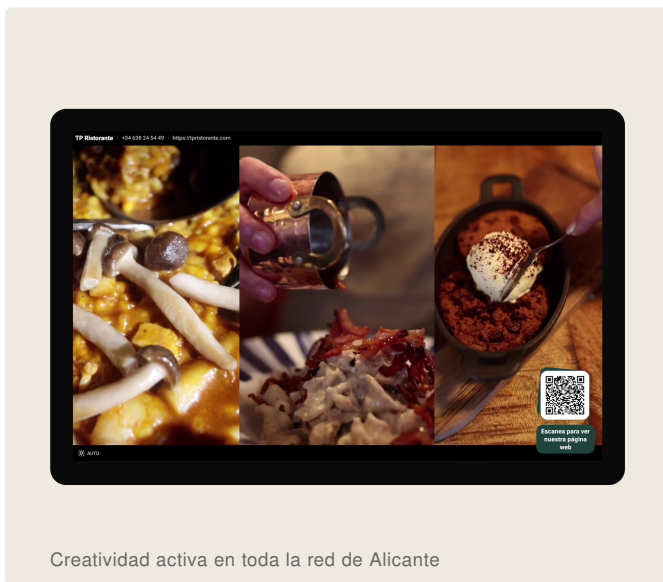 TP Ristorante · +34 638 24 54 49 · https://tpristorante.com
Escanea para ver
nuestra página
web
AUTO
Creatividad activa en toda la red de Alicante